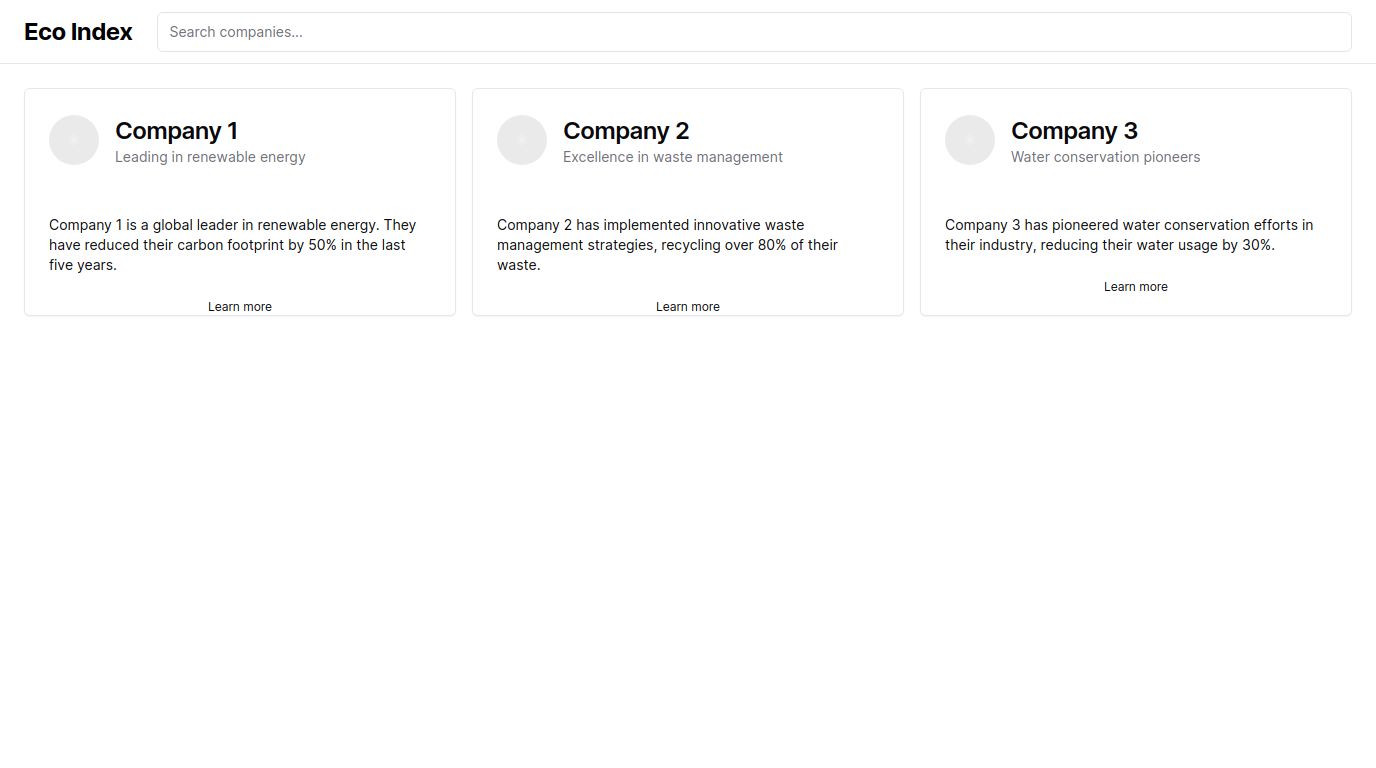 Eco Index
Search companies...
Company 1
Leading in renewable energy
Company 1 is a global leader in renewable energy. They
have reduced their carbon footprint by 50% in the last
five years.
Learn more
Company 2
Excellence in waste management
Company 2 has implemented innovative waste
management strategies, recycling over 80% of their
waste.
Learn more
Company 3
Water conservation pioneers
Company 3 has pioneered water conservation efforts in
their industry, reducing their water usage by 30%.
Learn more